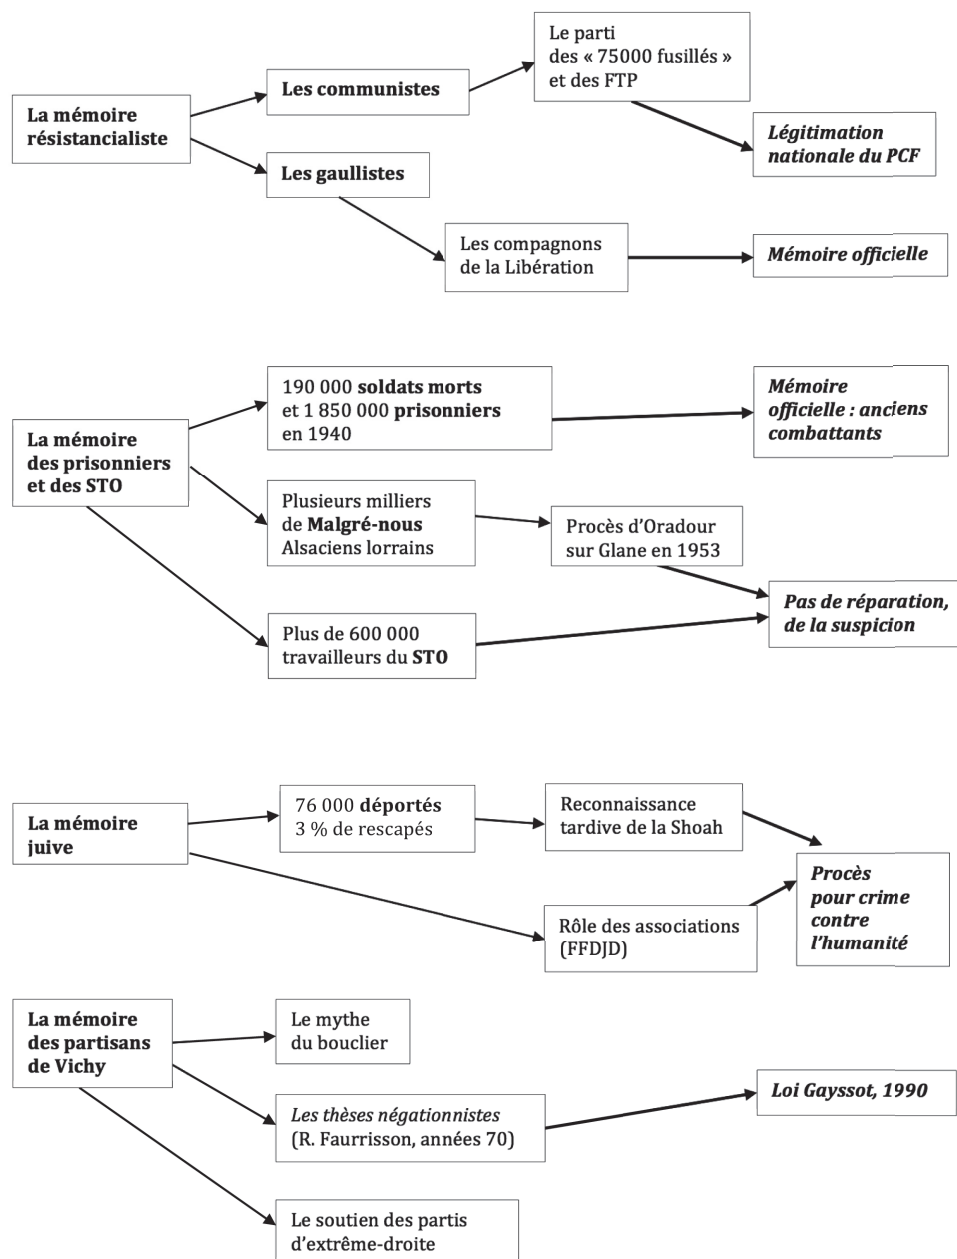 La mémoire
résistancialiste
Les communistes
Le parti
des « 75000 fusillés »
et des FTP
Légitimation
nationale du PCF
Les gaullistes
Les compagnons
de la Libération
Mémoire officielle
La mémoire
des prisonniers
et des STO
190 000 soldats morts
et 1 850 000 prisonniers
en 1940
Mémoire
officielle : anciens
combattants
Plusieurs milliers
de Malgré-nous
Alsaciens lorrains
Procès d'Oradour
sur Glane en 1953
Plus de 600 000
travailleurs du STO
Pas de réparation,
de la suspicion
La mémoire
juive
76 000 déportés
3 % de rescapés
Reconnaissance
tardive de la Shoah
Rôle des associations
(FFDJD)
Procès
pour crime
contre
l'humanité
La mémoire
des partisans
de Vichy
Le mythe
du bouclier
Les thèses négationnistes
(R. Faurrisson, années 70)
Loi Gayssot, 1990
Le soutien des partis
d'extrême-droite